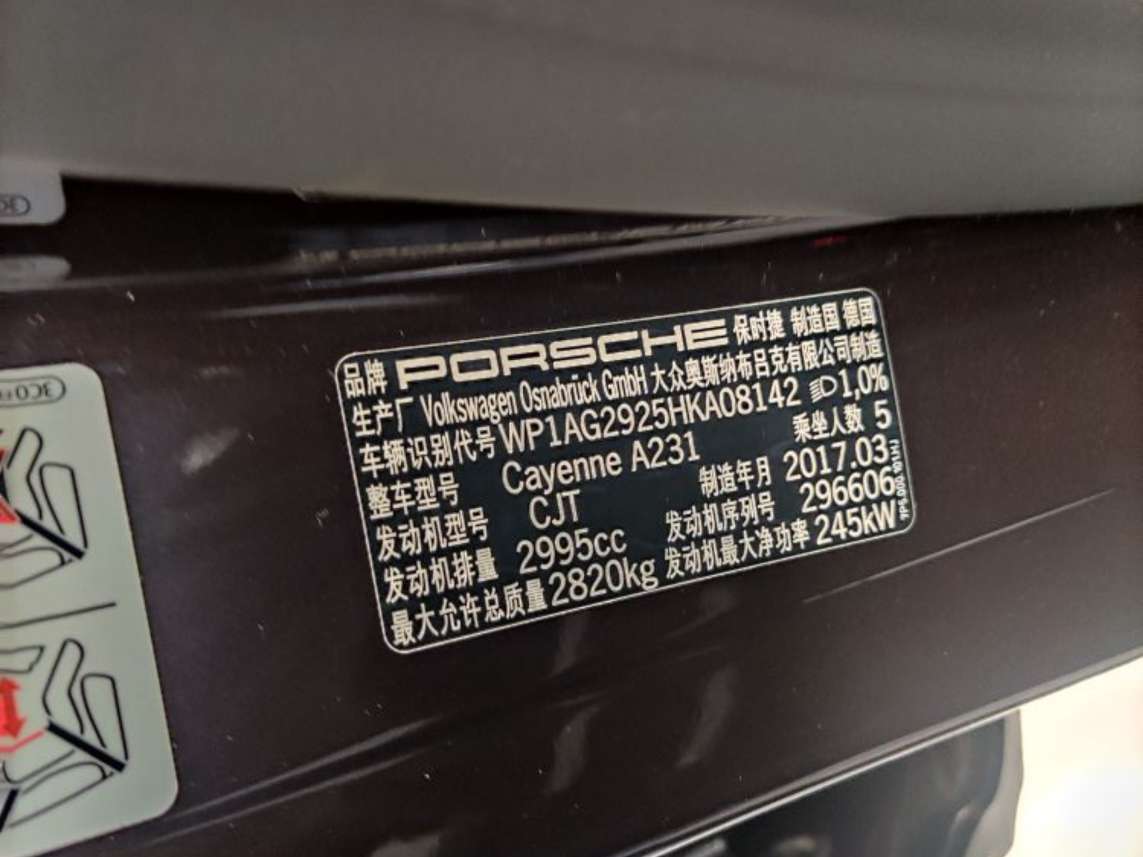 品牌 PORSCHE 保时捷 制造国 德国
生产厂 Volkswagen Osnabrück GmbH 大众奥斯纳布吕克有限公司制造
车辆识别代号 WP1AG2925HKA08142 1,0%
整车型号 Cayenne A231 乘坐人数 5
发动机型号 CJT 制造年月 2017.03
发动机排量 2995cc 发动机序列号 296606
最大允许总质量 2820kg 发动机最大净功率 245kW